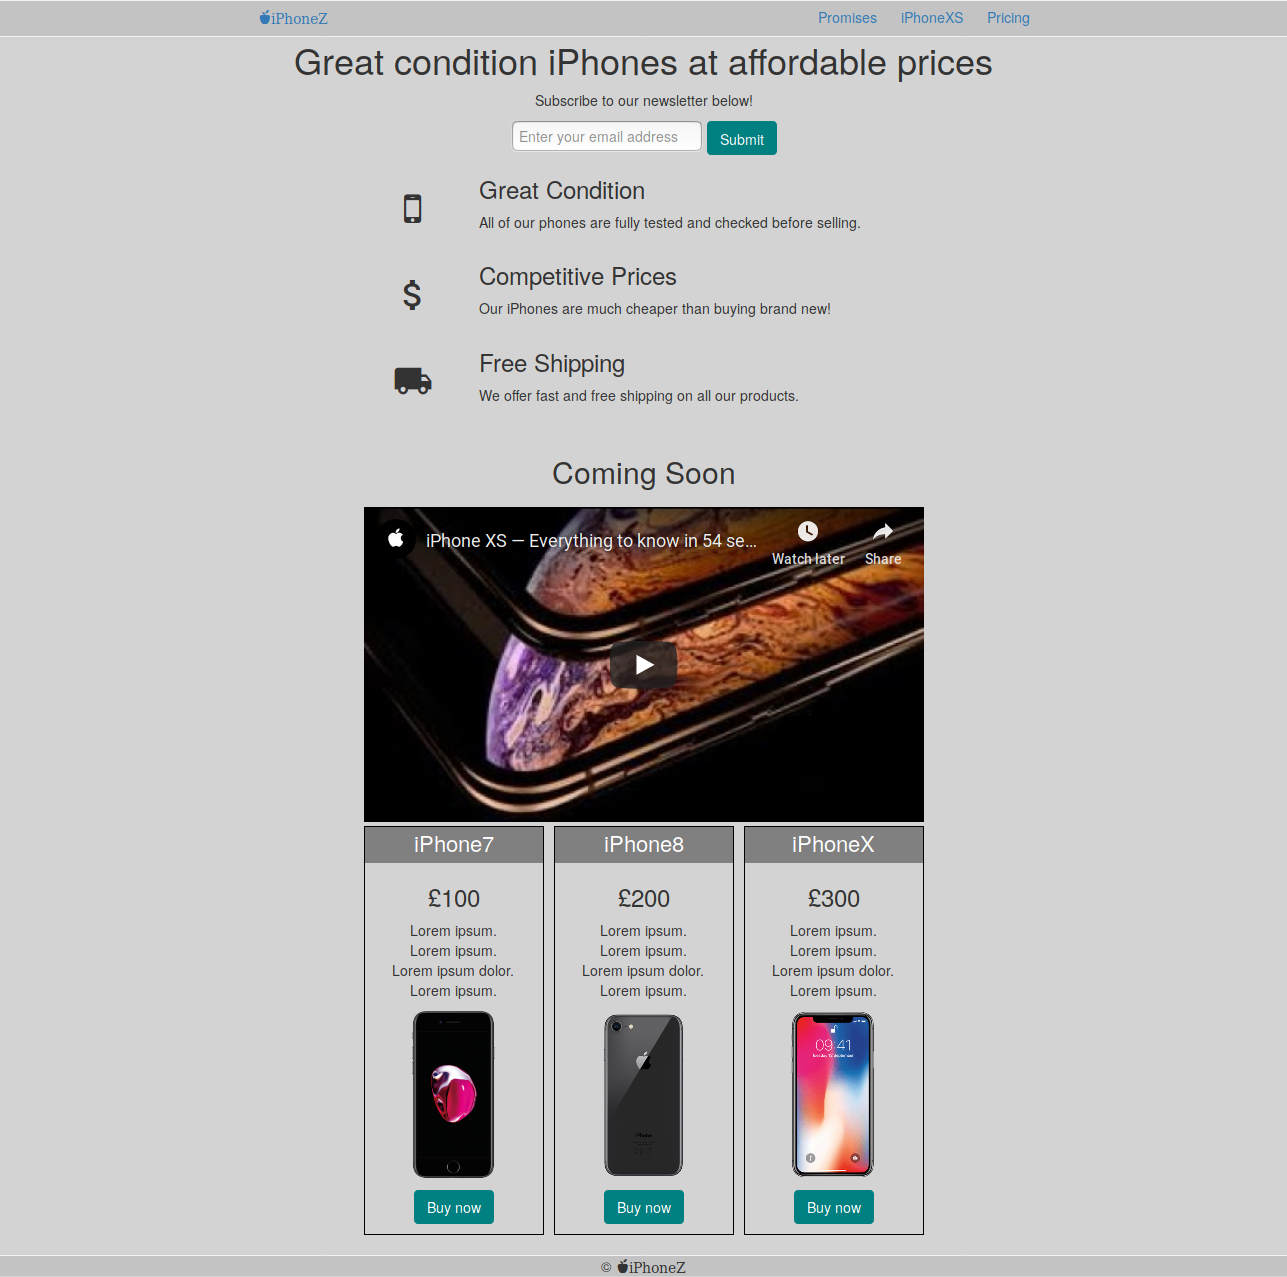 iPhoneZ
Promises iPhoneXS Pricing
Great condition iPhones at affordable prices
Subscribe to our newsletter below!
Enter your email address Submit
Great Condition
All of our phones are fully tested and checked before selling.
Competitive Prices
Our iPhones are much cheaper than buying brand new!
Free Shipping
We offer fast and free shipping on all our products.
Coming Soon
iPhone XS — Everything to know in 54 se...
Watch later Share
iPhone7
£100
Lorem ipsum.
Lorem ipsum.
Lorem ipsum dolor.
Lorem ipsum.
Buy now
iPhone8
£200
Lorem ipsum.
Lorem ipsum.
Lorem ipsum dolor.
Lorem ipsum.
iPhone
Buy now
iPhoneX
£300
Lorem ipsum.
Lorem ipsum.
Lorem ipsum dolor.
Lorem ipsum.
09:41
Buy now
© iPhoneZ